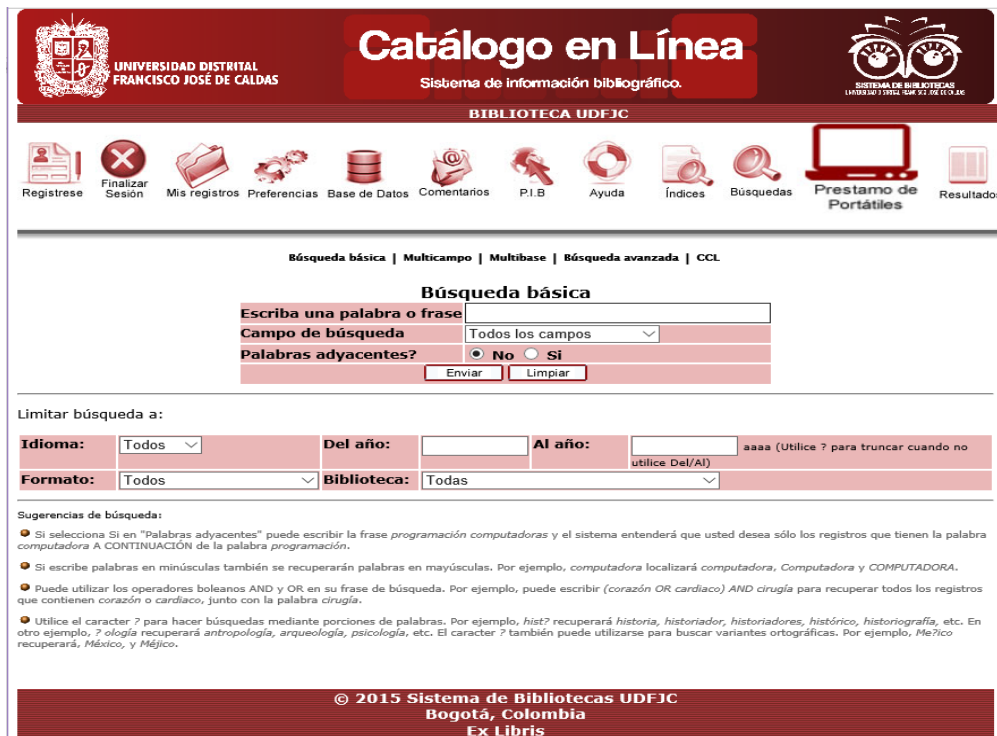 UNIVERSIDAD DISTRITAL
FRANCISCO JOSÉ DE CALDAS
Catálogo en Línea
Sistema de información bibliográfico.
SISTEMA DE BIBLIOTECAS
BIBLIOTECA UDFJC
Registrese
Finalizar
Sesión
Mis registros
Preferencias
Base de Datos
Comentarios
P.I.B
Ayuda
Índices
Búsquedas
Prestamo de
Portátiles
Resultados
Búsqueda básica | Multicampo | Multibase | Búsqueda avanzada | CCL
Búsqueda básica
Escriba una palabra o frase
Campo de búsqueda Todos los campos
Palabras adyacentes? No Si
Enviar Limpiar
Limitar búsqueda a:
Idioma: Todos Del año: Al año: aaaa (Utilice ? para truncar cuando no
utilice Del/Al)
Formato: Todos Biblioteca: Todas
Sugerencias de búsqueda:
Si selecciona Si en "Palabras adyacentes" puede escribir la frase programación computadoras y el sistema entenderá que usted desea sólo los registros que tienen la palabra
computadora A CONTINUACIÓN de la palabra programación.
Si escribe palabras en minúsculas también se recuperarán palabras en mayúsculas. Por ejemplo, computadora localizará computadora, Computadora y COMPUTADORA.
Puede utilizar los operadores boleanos AND y OR en su frase de búsqueda. Por ejemplo, puede escribir (corazón OR cardiaco) AND cirugía para recuperar todos los registros
que contienen corazón o cardiaco, junto con la palabra cirugía.
Utilice el caracter ? para hacer búsquedas mediante porciones de palabras. Por ejemplo, hist? recuperará historia, historiador, historiadores, histórico, historiografía, etc. En
otro ejemplo, ? ología recuperará antropología, arqueología, psicología, etc. El caracter ? también puede utilizarse para buscar variantes ortográficas. Por ejemplo, Me?ico
recuperará, México, y Méjico.
© 2015 Sistema de Bibliotecas UDFJC
Bogotá, Colombia
Ex Libris